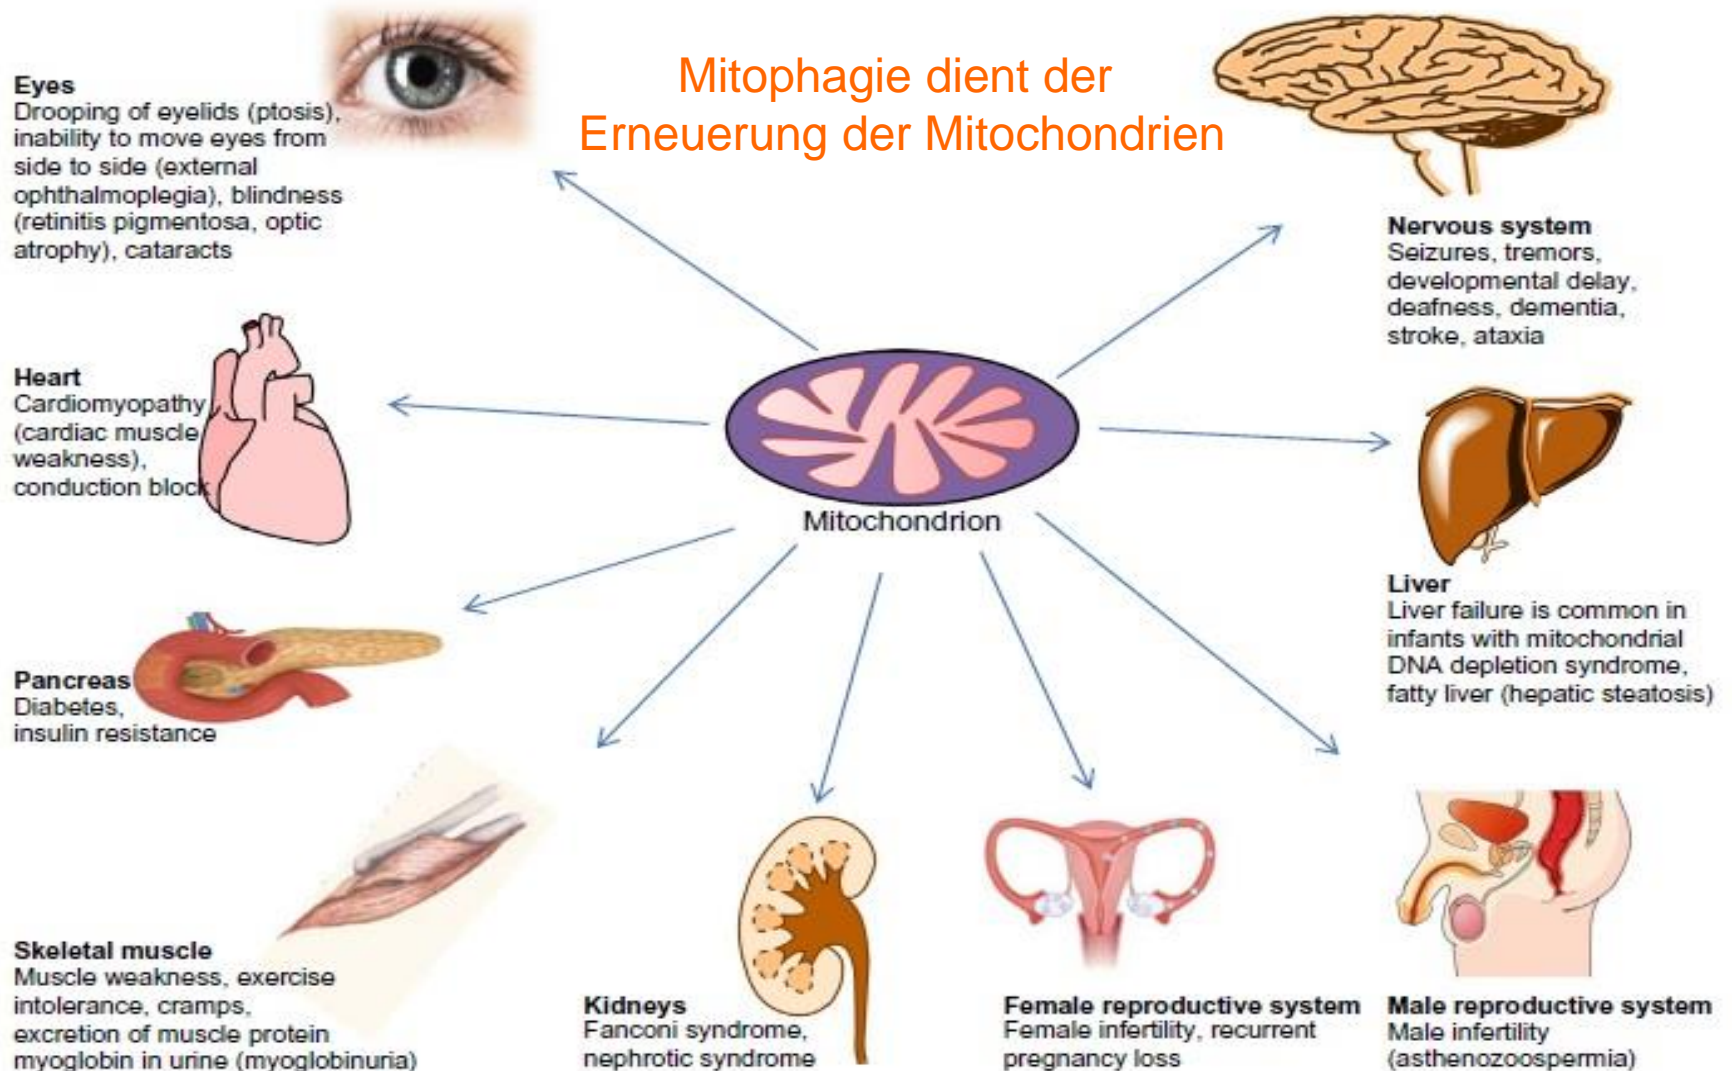 Mitophagie dient der
Erneuerung der Mitochondrien
Eyes
Drooping of eyelids (ptosis),
inability to move eyes from
side to side (external
ophthalmoplegia), blindness
(retinitis pigmentosa, optic
atrophy), cataracts
Nervous system
Seizures, tremors,
developmental delay,
deafness, dementia,
stroke, ataxia
Heart
Cardiomyopathy
(cardiac muscle
weakness),
conduction block
Mitochondrion
Liver
Liver failure is common in
infants with mitochondrial
DNA depletion syndrome,
fatty liver (hepatic steatosis)
Pancreas
Diabetes,
insulin resistance
Skeletal muscle
Muscle weakness, exercise
intolerance, cramps,
excretion of muscle protein
myoglobin in urine (myoglobinuria)
Kidneys
Fanconi syndrome,
nephrotic syndrome
Female reproductive system
Female infertility, recurrent
pregnancy loss
Male reproductive system
Male infertility
(asthenozoospermia)